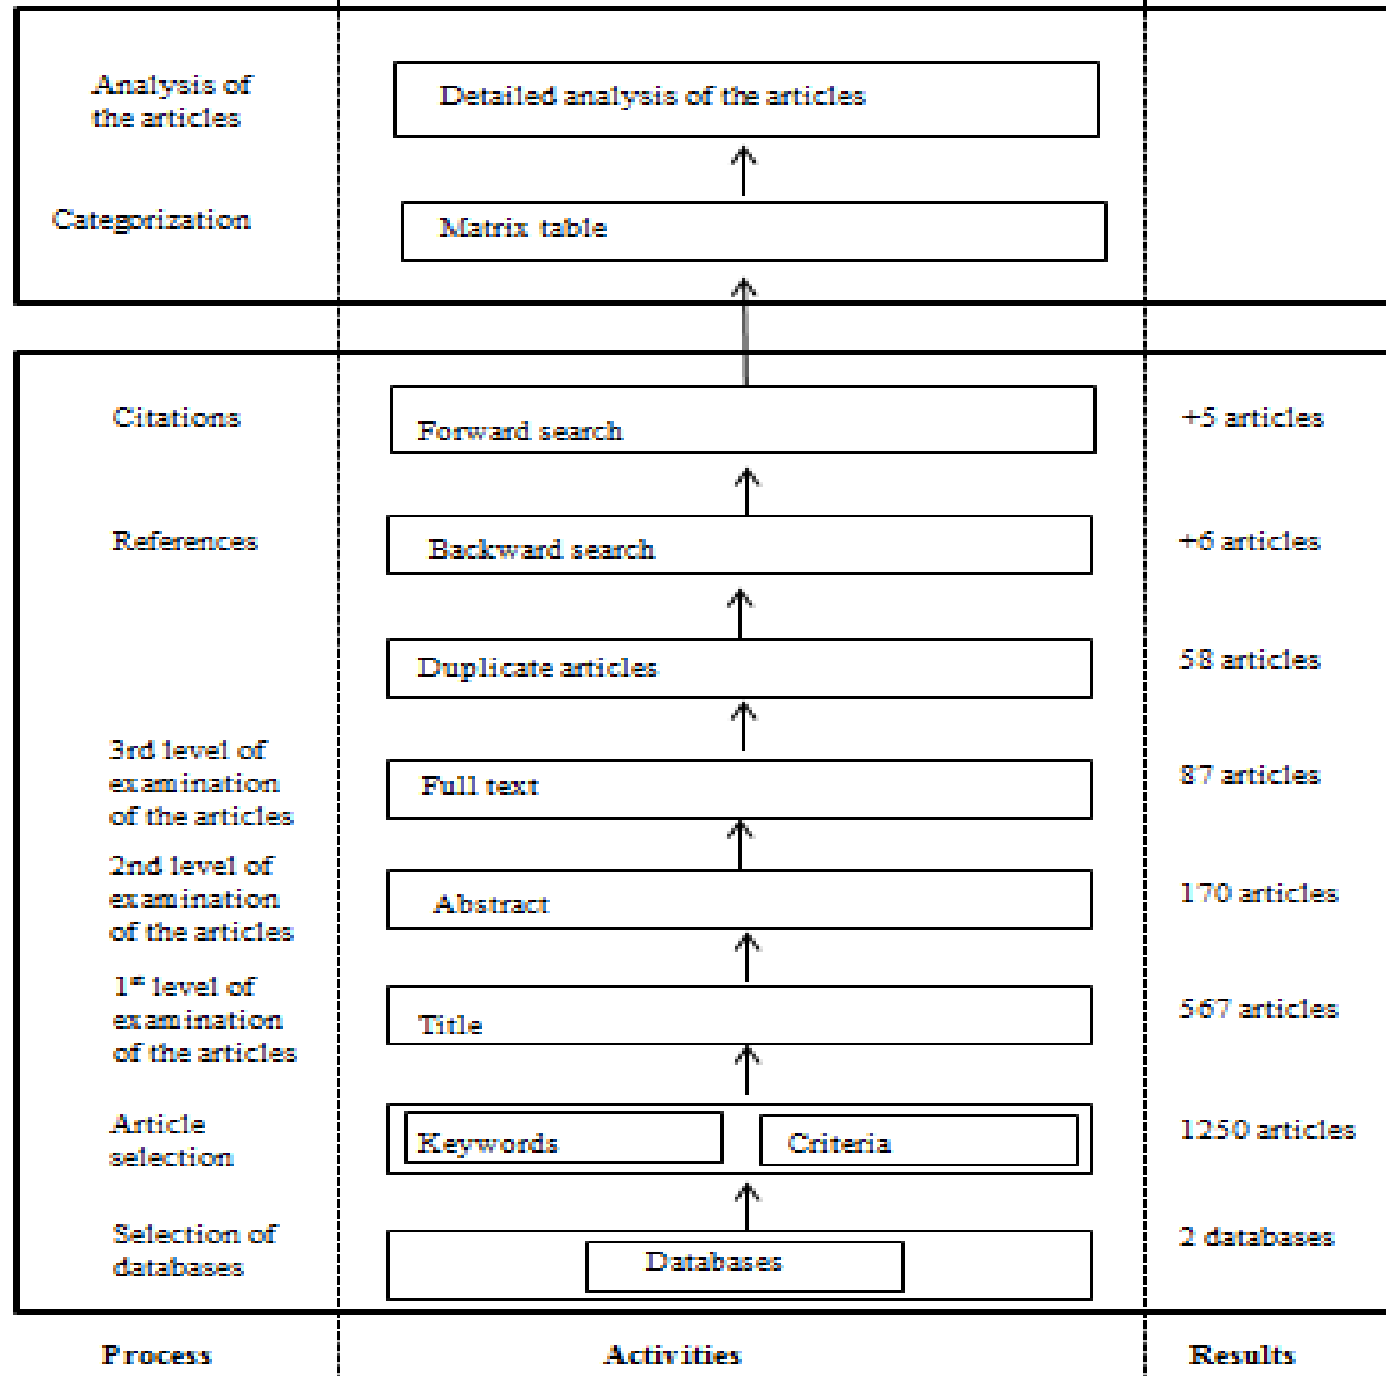 Analysis of
the articles
Detailed analysis of the articles
Categorization
Matrix table
Citations
Forward search
+5 articles
References
Backward search
+6 articles
Duplicate articles
58 articles
3rd level of
examination
of the articles
Full text
87 articles
2nd level of
examination
of the articles
Abstract
170 articles
1st level of
examination
of the articles
Title
567 articles
Article
selection
Keywords
Criteria
1250 articles
Selection of
databases
Databases
2 databases
Process
Activities
Results